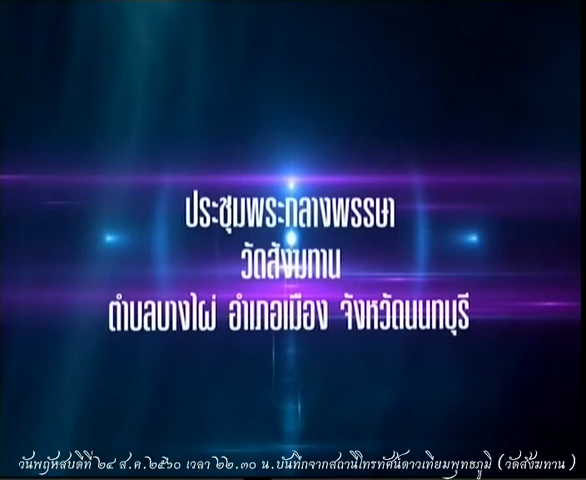 ประชุมพระกลางพรรษา
วัดสังฆทาน
ตำบลบางไผ่ อำเภอเมือง จังหวัดนนทบุรี
วันพฤหัสบดีที่ ๒๔ ส.ค.๒๕๖๐ เวลา ๒๒.๓๐ น.บันทึกจากสถานีโทรทัศน์ดาวเทียมพุทธภูมิ (วัดสังฆทาน)